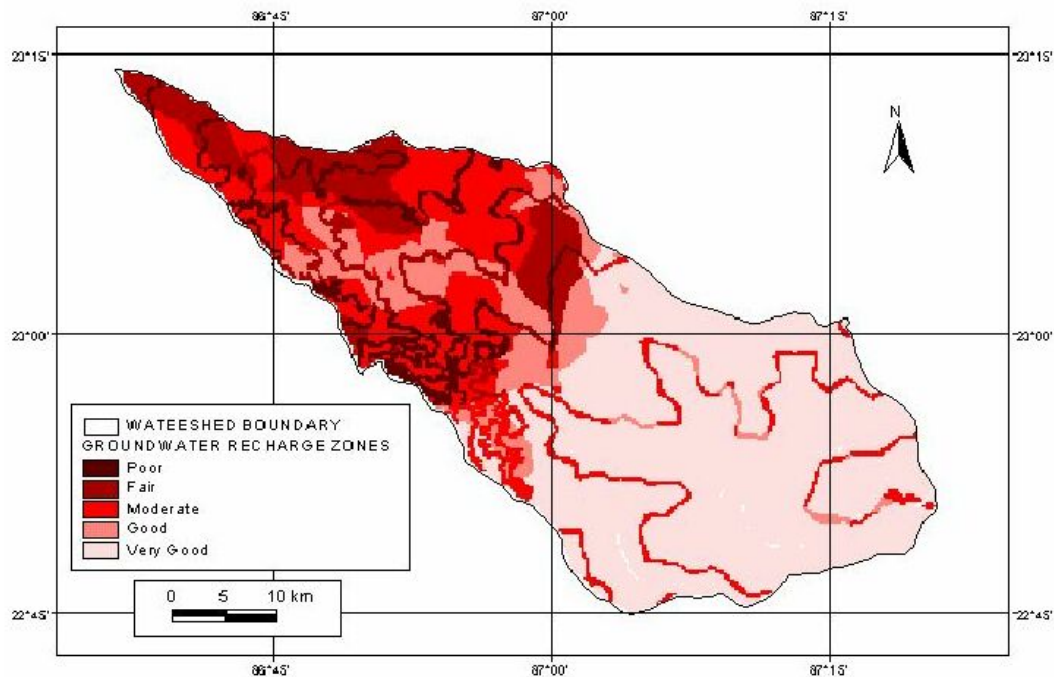 86°45' 87°00' 87°15'
23°15' 23°15'
N
23°00' 23°00'
WATEESHED BOUNDARY
GROUNDWATER RECHARGE ZONES
Poor
Fair
Moderate
Good
Very Good
0 5 10 km
22°45' 22°45'
86°45' 87°00' 87°15'